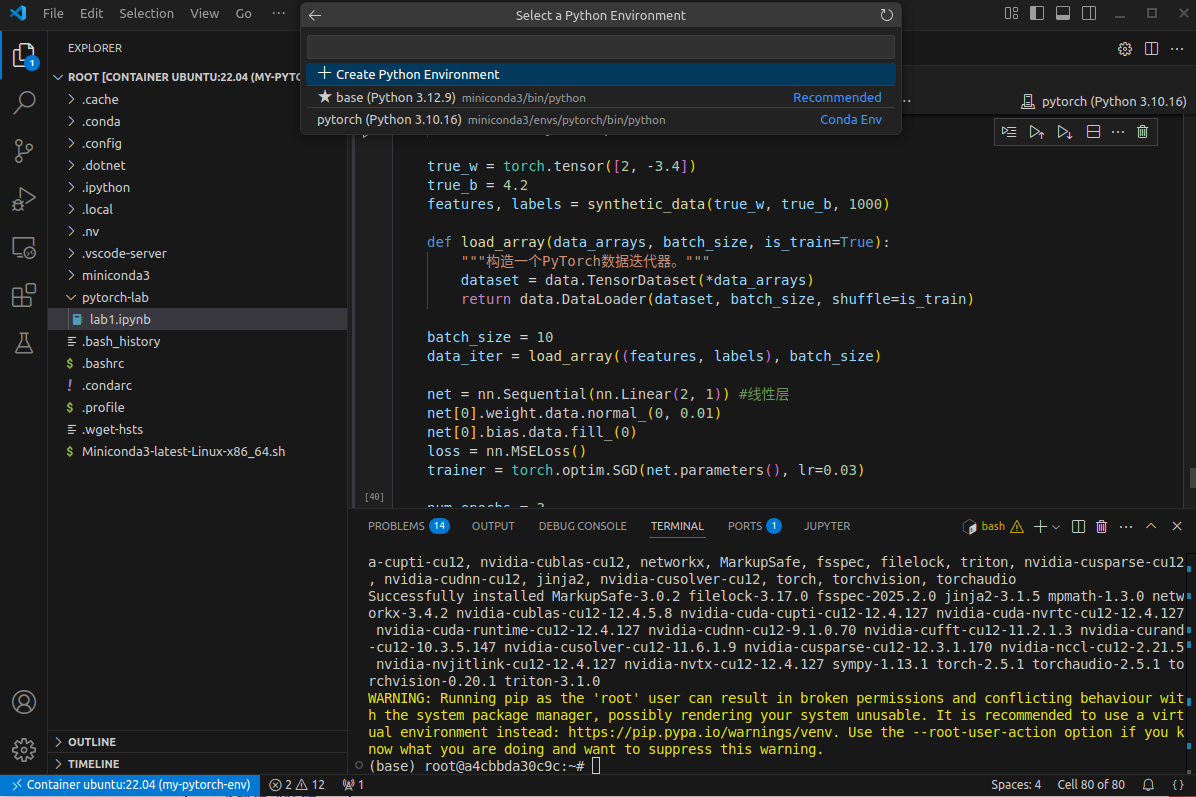 File Edit Selection View Go ···
Select a Python Environment
Create Python Environment
base (Python 3.12.9) miniconda3/bin/python Recommended
pytorch (Python 3.10.16) miniconda3/envs/pytorch/bin/python Conda Env
EXPLORER
ROOT [CONTAINER UBUNTU:22.04 (MY-PYTO
.cache
.conda
.config
.dotnet
.ipython
.local
.nv
.vscode-server
miniconda3
pytorch-lab
lab1.ipynb
.bash_history
.bashrc
.condarc
.profile
.wget-hsts
Miniconda3-latest-Linux-x86_64.sh
OUTLINE
TIMELINE
1
pytorch (Python 3.10.16)
true_w = torch.tensor([2, -3.4])
true_b = 4.2
features, labels = synthetic_data(true_w, true_b, 1000)
def load_array(data_arrays, batch_size, is_train=True):
"""构造一个PyTorch数据迭代器。"""
dataset = data.TensorDataset(*data_arrays)
return data.DataLoader(dataset, batch_size, shuffle=is_train)
batch_size = 10
data_iter = load_array((features, labels), batch_size)
net = nn.Sequential(nn.Linear(2, 1)) #线性层
net[0].weight.data.normal_(0, 0.01)
net[0].bias.data.fill_(0)
loss = nn.MSELoss()
trainer = torch.optim.SGD(net.parameters(), lr=0.03)
[40]
num_epochs = 3
PROBLEMS 14 OUTPUT DEBUG CONSOLE TERMINAL PORTS 1 JUPYTER bash
a-cupti-cu12, nvidia-cublas-cu12, networkx, MarkupSafe, fsspec, filelock, triton, nvidia-cusparse-cu12
, nvidia-cudnn-cu12, jinja2, nvidia-cusolver-cu12, torch, torchvision, torchaudio
Successfully installed MarkupSafe-3.0.2 filelock-3.17.0 fsspec-2025.2.0 jinja2-3.1.5 mpmath-1.3.0 netw
orkx-3.4.2 nvidia-cublas-cu12-12.4.5.8 nvidia-cuda-cupti-cu12-12.4.127 nvidia-cuda-nvrtc-cu12-12.4.127
nvidia-cuda-runtime-cu12-12.4.127 nvidia-cudnn-cu12-9.1.0.70 nvidia-cufft-cu12-11.2.1.3 nvidia-curand
-cu12-10.3.5.147 nvidia-cusolver-cu12-11.6.1.9 nvidia-cusparse-cu12-12.3.1.170 nvidia-nccl-cu12-2.21.5
nvidia-nvjitlink-cu12-12.4.127 nvidia-nvtx-cu12-12.4.127 sympy-1.13.1 torch-2.5.1 torchaudio-2.5.1 to
rchvision-0.20.1 triton-3.1.0
WARNING: Running pip as the 'root' user can result in broken permissions and conflicting behaviour wit
h the system package manager, possibly rendering your system unusable. It is recommended to use a virt
ual environment instead: https://pip.pypa.io/warnings/venv. Use the --root-user-action option if you k
now what you are doing and want to suppress this warning.
(base) root@a4cbbda30c9c:~#
Container ubuntu:22.04 (my-pytorch-env) 2 12 1 Spaces: 4 Cell 80 of 80